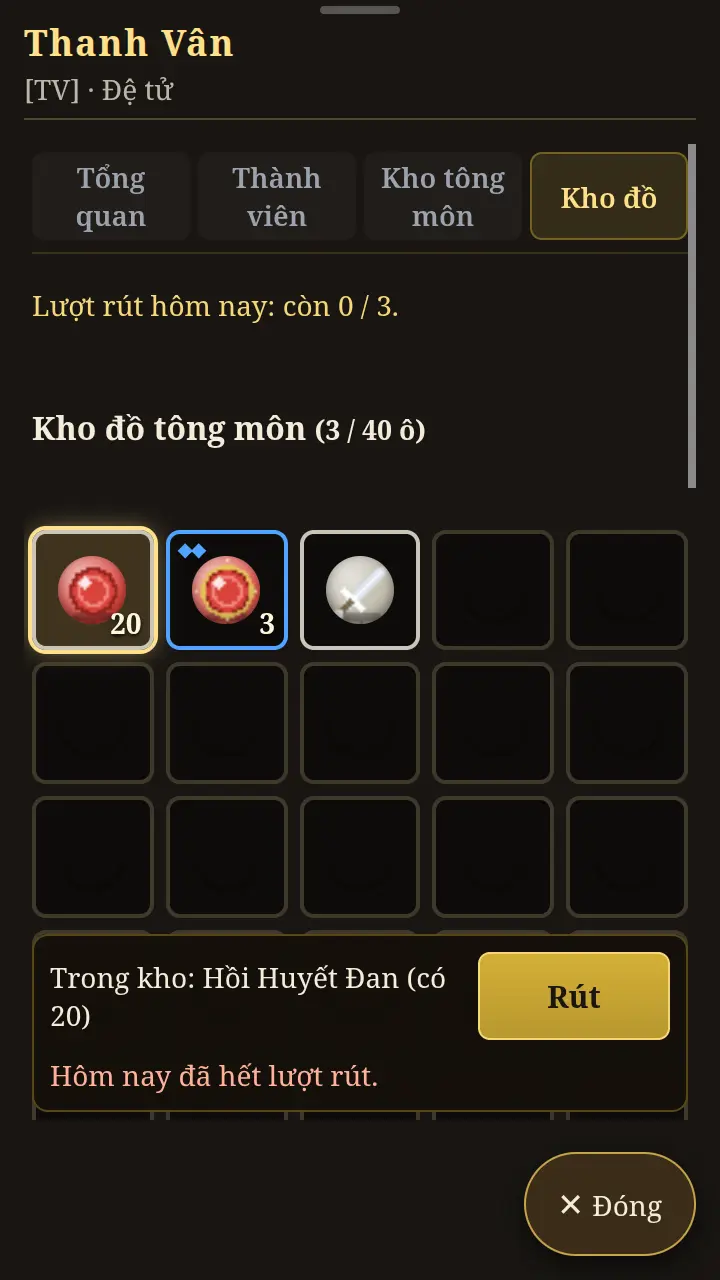 Thanh Vân
[TV] · Đệ tử
Tổng
quan
Thành
viên
Kho tông
môn
Kho đồ
Lượt rút hôm nay: còn 0 / 3.
Kho đồ tông môn (3 / 40 ô)
20
3
Trong kho: Hồi Huyết Đan (có
20)
Rút
Hôm nay đã hết lượt rút.
✕ Đóng